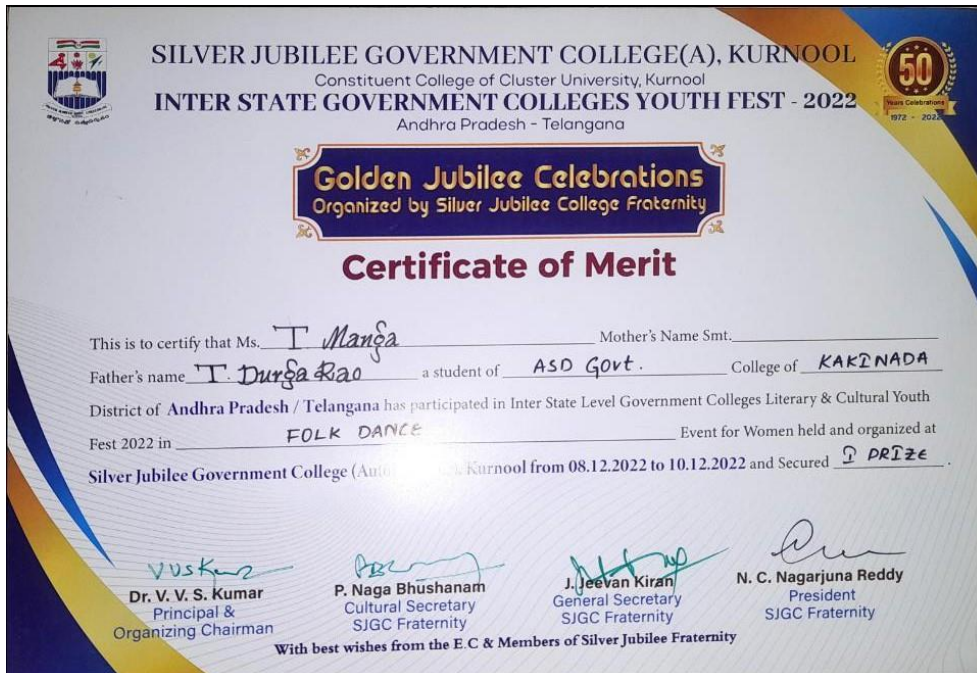 SILVER JUBILEE GOVERNMENT COLLEGE(A), KURNOOL
Constituent College of Cluster University, Kurnool
INTER STATE GOVERNMENT COLLEGES YOUTH FEST - 2022
Andhra Pradesh - Telangana
50
Years Celebrations
1972 - 2022
Golden Jubilee Celebrations
Organized by Silver Jubilee College Fraternity
Certificate of Merit
This is to certify that Ms. T Manga Mother's Name Smt.
Father's name T. Durga Rao a student of ASD Govt. College of KAKINADA
District of Andhra Pradesh / Telangana has participated in Inter State Level Government Colleges Literary & Cultural Youth
Fest 2022 in FOLK DANCE Event for Women held and organized at
Silver Jubilee Government College Kurnool from 08.12.2022 to 10.12.2022 and Secured I PRIZE .
VVSKumar
Dr. V. V. S. Kumar
Principal &
Organizing Chairman
P. Naga Bhushanam
Cultural Secretary
SJGC Fraternity
J. Jeevan Kiran
General Secretary
SJGC Fraternity
N. C. Nagarjuna Reddy
President
SJGC Fraternity
With best wishes from the E.C & Members of Silver Jubilee Fraternity